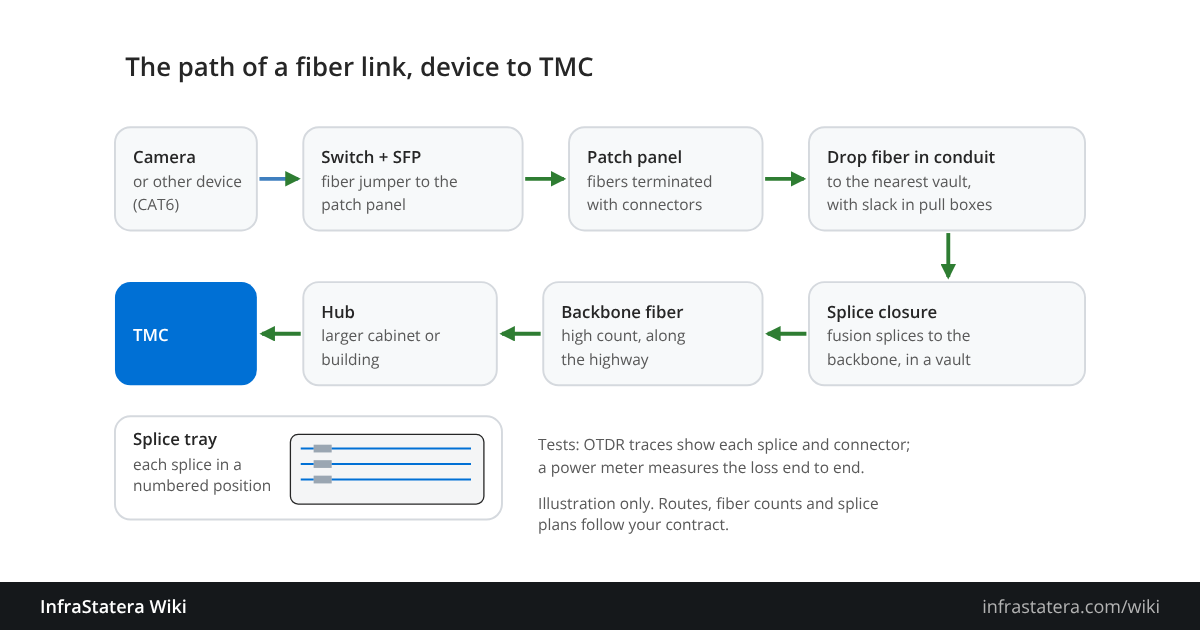 The path of a fiber link, device to TMC
Camera
or other device
(CAT6)
Switch + SFP
fiber jumper to the
patch panel
Patch panel
fibers terminated
with connectors
Drop fiber in conduit
to the nearest vault,
with slack in pull boxes
TMC
Hub
larger cabinet or
building
Backbone fiber
high count, along
the highway
Splice closure
fusion splices to the
backbone, in a vault
Splice tray
each splice in a
numbered position
Tests: OTDR traces show each splice and connector;
a power meter measures the loss end to end.
Illustration only. Routes, fiber counts and splice
plans follow your contract.
InfraStatera Wiki
infrastatera.com/wiki